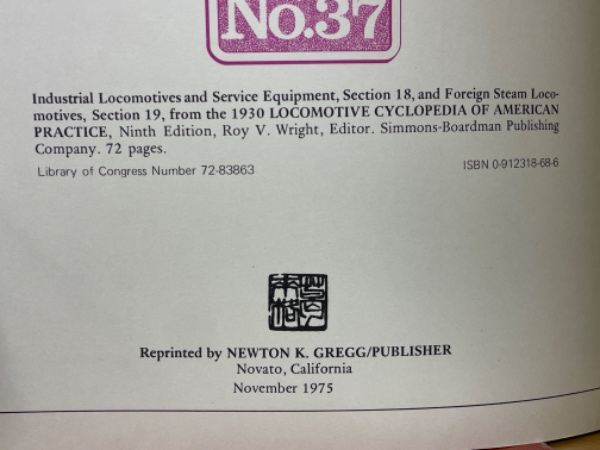 No.37
Industrial Locomotives and Service Equipment, Section 18, and Foreign Steam Loco-
motives, Section 19, from the 1930 LOCOMOTIVE CYCLOPEDIA OF AMERICAN
PRACTICE, Ninth Edition, Roy V. Wright, Editor. Simmons-Boardman Publishing
Company. 72 pages.
Library of Congress Number 72-83863
ISBN 0-912318-68-6
Reprinted by NEWTON K. GREGG/PUBLISHER
Novato, California
November 1975